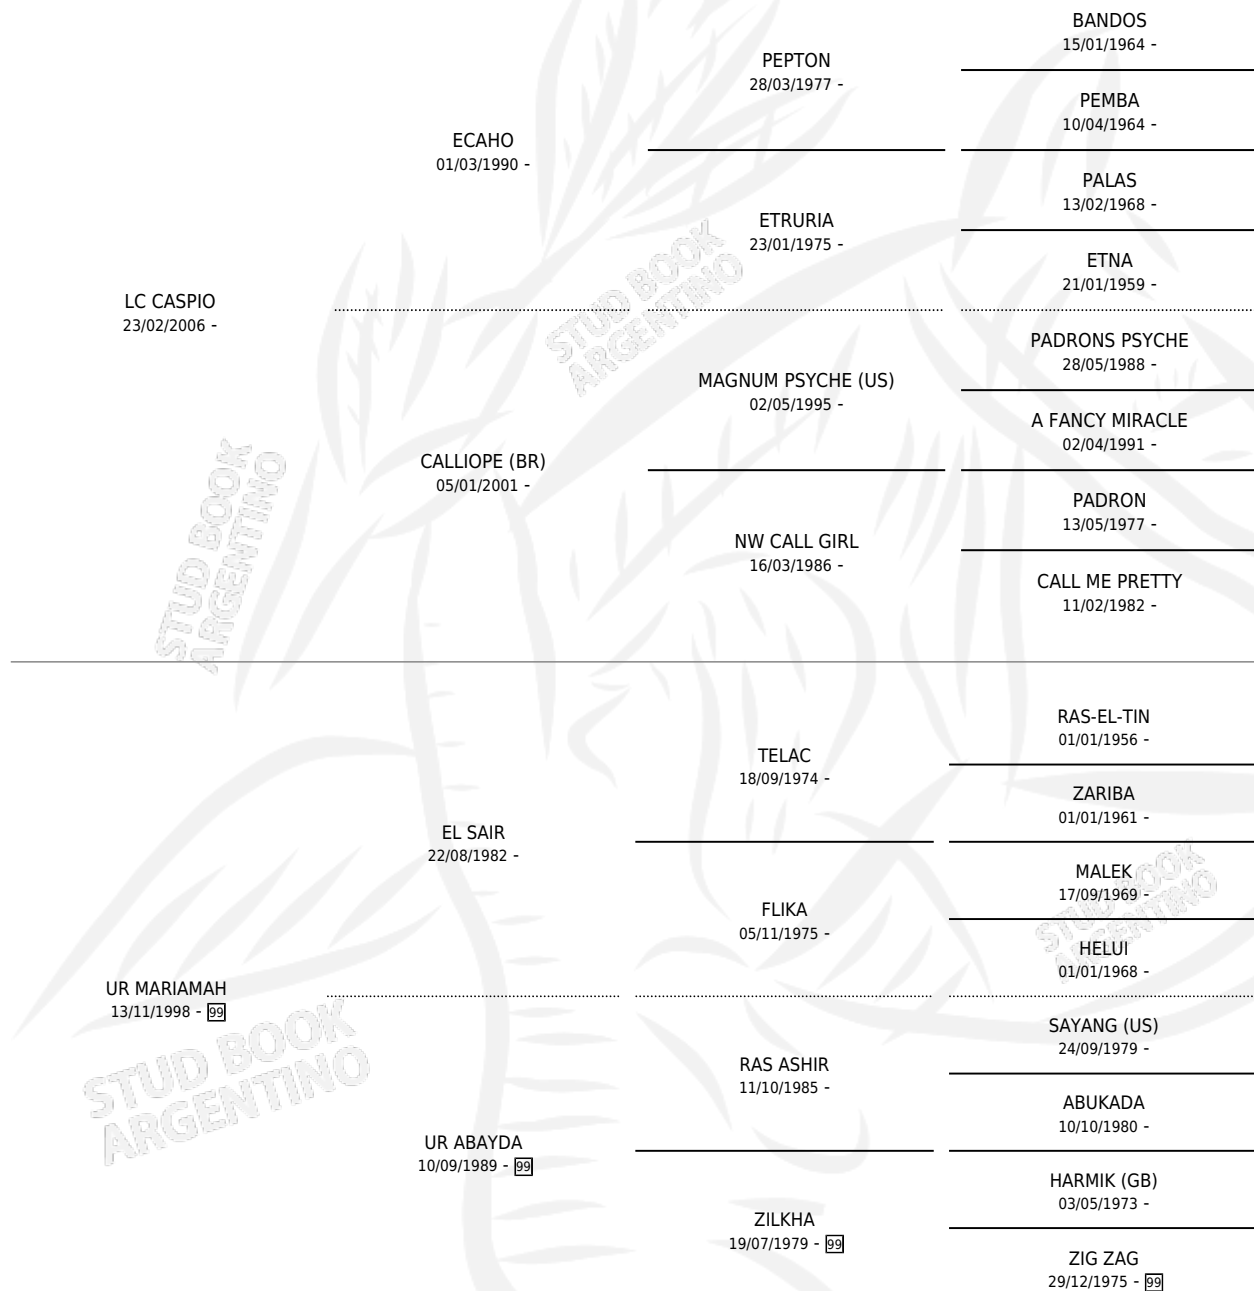 BANDOS
15/01/1964 -
PEPTON
28/03/1977 -
PEMBA
10/04/1964 -
ECAHO
01/03/1990 -
PALAS
13/02/1968 -
ETRURIA
23/01/1975 -
ETNA
21/01/1959 -
LC CASPIO
23/02/2006 -
STUD BOOK
ARGENTINO
PADRONS PSYCHE
28/05/1988 -
MAGNUM PSYCHE (US)
02/05/1995 -
A FANCY MIRACLE
02/04/1991 -
CALLIOPE (BR)
05/01/2001 -
PADRON
13/05/1977 -
NW CALL GIRL
16/03/1986 -
CALL ME PRETTY
11/02/1982 -
STUD BOOK
ARGENTINO
RAS-EL-TIN
01/01/1956 -
TELAC
18/09/1974 -
ZARIBA
01/01/1961 -
EL SAIR
22/08/1982 -
MALEK
17/09/1969 -
FLIKA
05/11/1975 -
HELUI
01/01/1968 -
STUD BOOK
ARGENTINO
UR MARIAMAH
13/11/1998 - 99
SAYANG (US)
24/09/1979 -
RAS ASHIR
11/10/1985 -
ABUKADA
10/10/1980 -
STUD BOOK
ARGENTINO
UR ABAYDA
10/09/1989 - 99
HARMIK (GB)
03/05/1973 -
ZILKHA
19/07/1979 - 99
ZIG ZAG
29/12/1975 - 99